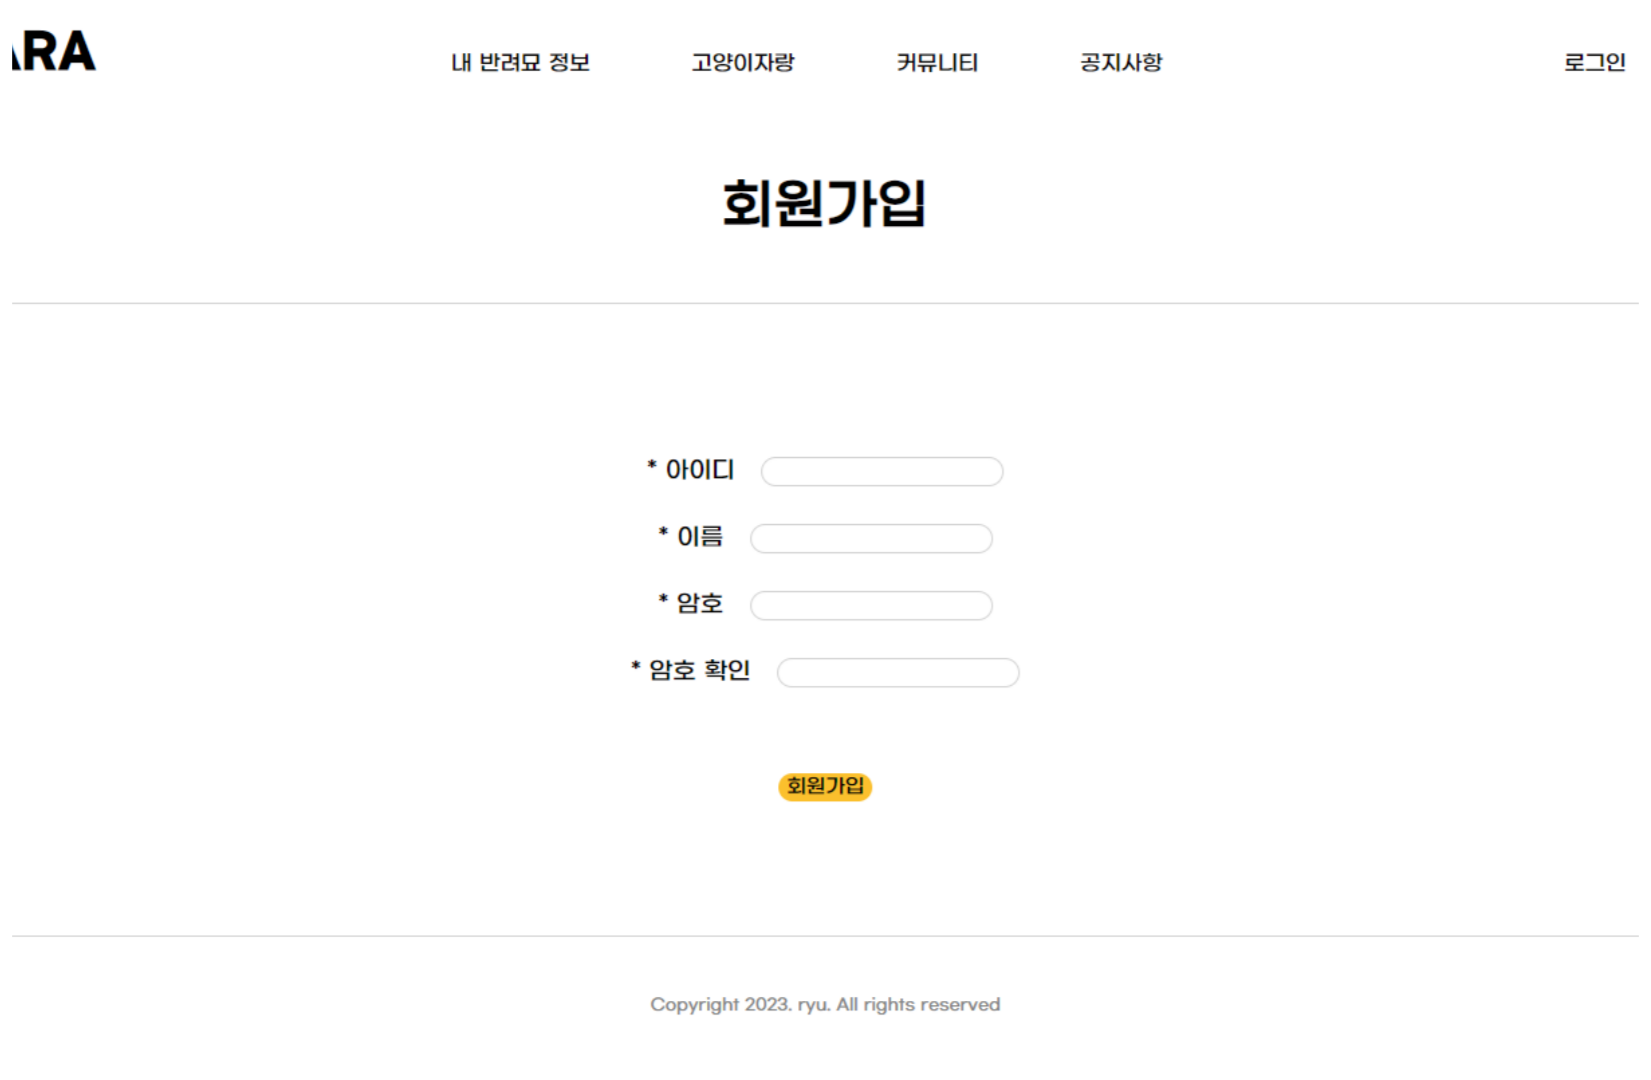 ARA
내 반려묘 정보 고양이자랑 커뮤니티 공지사항 로그인
회원가입
* 아이디
* 이름
* 암호
* 암호 확인
회원가입
Copyright 2023. ryu. All rights reserved